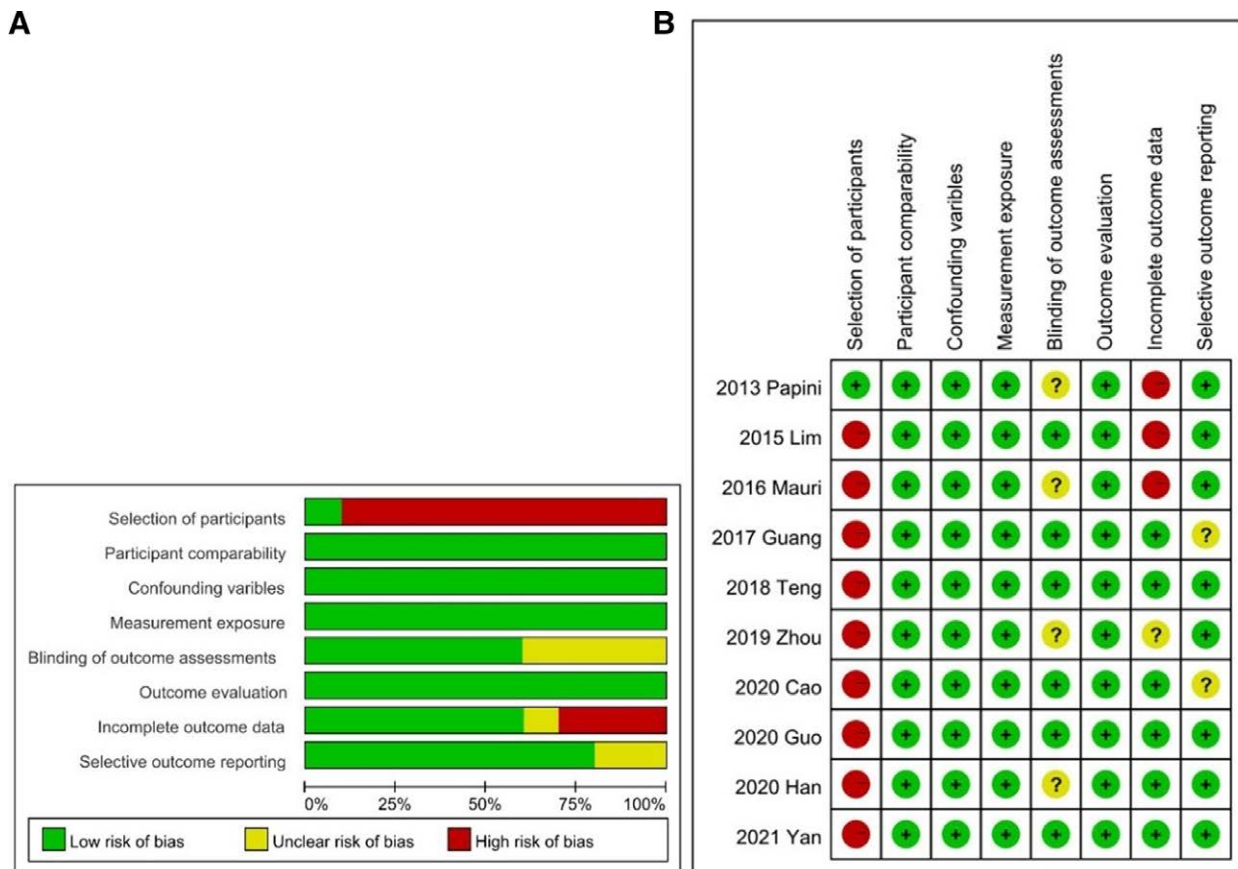 A
Selection of participants
Participant comparability
Confounding varibles
Measurement exposure
Blinding of outcome assessments
Outcome evaluation
Incomplete outcome data
Selective outcome reporting
0% 25% 50% 75% 100%
Low risk of bias Unclear risk of bias High risk of bias
B
Selection of participants
Participant comparability
Confounding varibles
Measurement exposure
Blinding of outcome assessments
Outcome evaluation
Incomplete outcome data
Selective outcome reporting
2013 Papini + + + + ? + - +
2015 Lim - + + + + + - +
2016 Mauri - + + + ? + - +
2017 Guang - + + + + + + ?
2018 Teng - + + + + + + +
2019 Zhou - + + + ? + ? +
2020 Cao - + + + + + + ?
2020 Guo - + + + + + + +
2020 Han - + + + ? + + +
2021 Yan - + + + + + + +